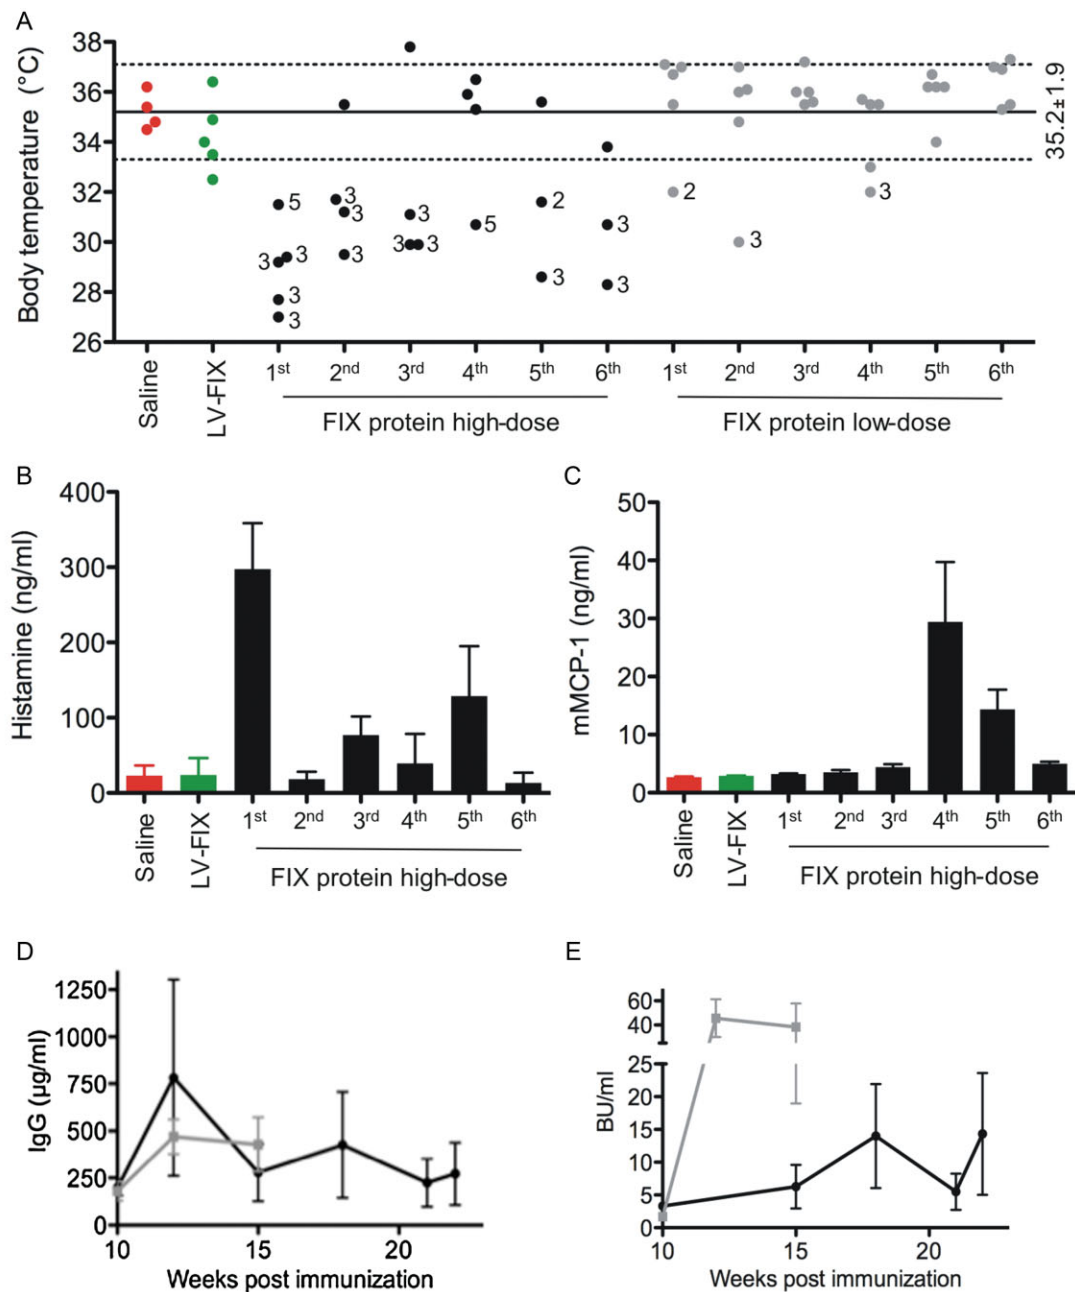 A
Body temperature (°C)
38
36
34
32
30
28
26
35.2±1.9
5
3
3
3
3
3
3
3
3
3
3
5
2
3
3
3
2
3
3
Saline
LV-FIX
1st
2nd
3rd
4th
5th
6th
1st
2nd
3rd
4th
5th
6th
FIX protein high-dose
FIX protein low-dose
B
Histamine (ng/ml)
400
300
200
100
0
Saline
LV-FIX
1st
2nd
3rd
4th
5th
6th
FIX protein high-dose
C
mMCP-1 (ng/ml)
50
40
30
20
10
0
Saline
LV-FIX
1st
2nd
3rd
4th
5th
6th
FIX protein high-dose
D
IgG (µg/ml)
1250
1000
750
500
250
0
10
15
20
Weeks post immunization
E
BU/ml
60
40
25
20
15
10
5
0
10
15
20
Weeks post immunization